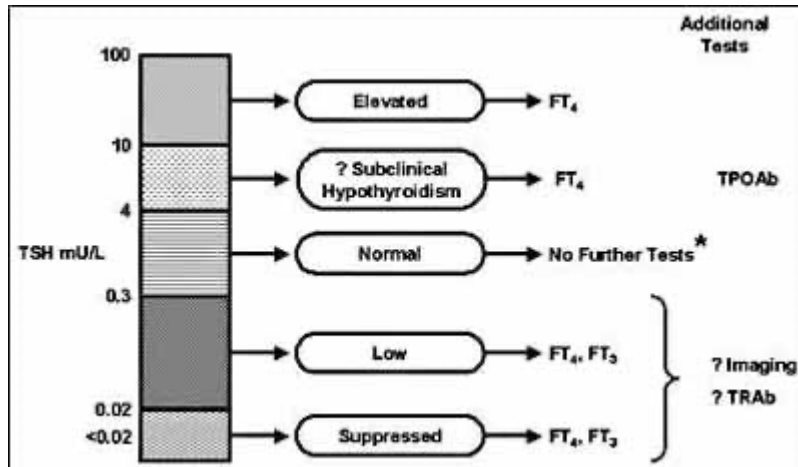 Additional
Tests
100
Elevated
FT₄
10
? Subclinical
Hypothyroidism
FT₄
TPOAb
4
TSH mU/L
Normal
No Further Tests*
0.3
Low
FT₄, FT₃
? Imaging
? TRAb
0.02
<0.02
Suppressed
FT₄, FT₃